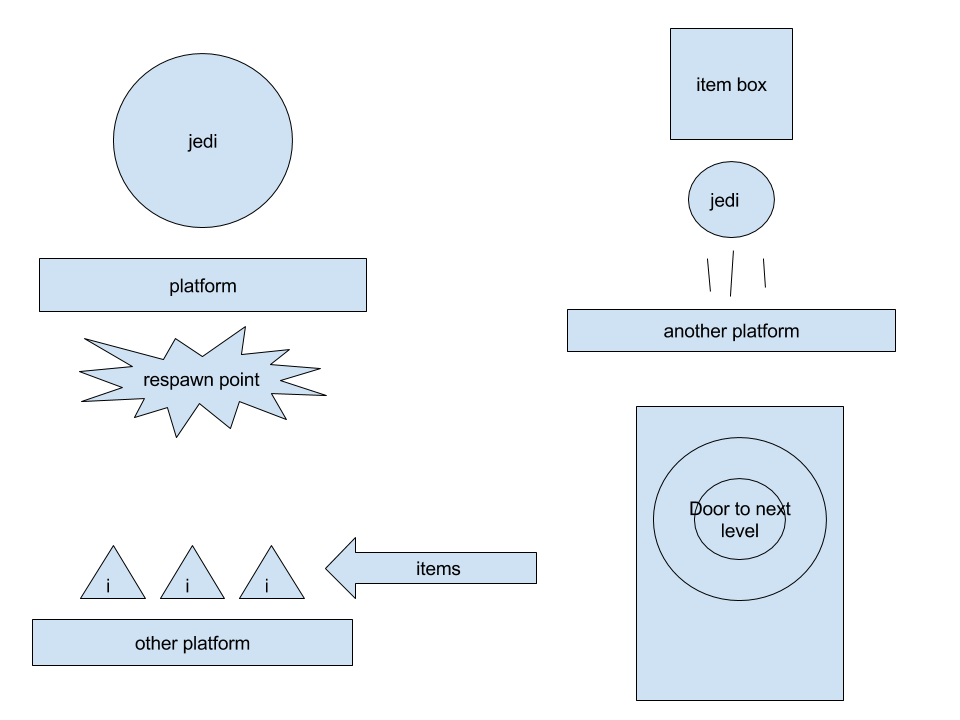 jedi
platform
respawn point
i
i
i
items
other platform
item box
jedi
another platform
Door to next
level